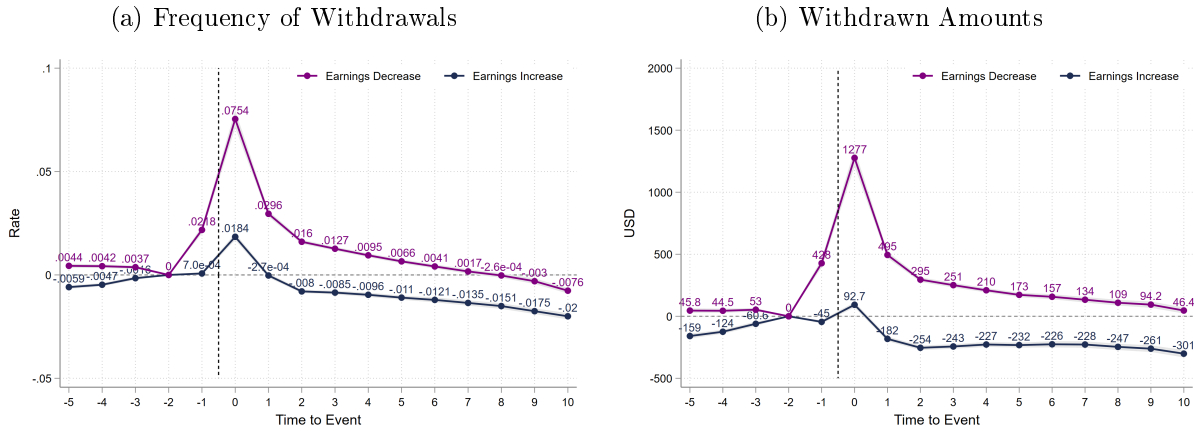 (a) Frequency of Withdrawals
Earnings Decrease Earnings Increase
Rate
.1
.05
0
-.05
.0044 .0042 .0037 0 .0218 .0754 .0296 .016 .0127 .0095 .0066 .0041 .0017 -2.6e-04 -.003 -.0076
-.0059 -.0047 -.0016 7.0e-04 .0184 -2.7e-04 -.008 -.0085 -.0096 -.011 -.0121 -.0135 -.0151 -.0175 -.02
-5 -4 -3 -2 -1 0 1 2 3 4 5 6 7 8 9 10
Time to Event
(b) Withdrawn Amounts
Earnings Decrease Earnings Increase
USD
2000
1500
1000
500
0
-500
45.8 44.5 53 0 428 1277 495 295 251 210 173 157 134 109 94.2 46.4
-159 -124 -60.6 -45 92.7 -182 -254 -243 -227 -232 -226 -228 -247 -261 -301
-5 -4 -3 -2 -1 0 1 2 3 4 5 6 7 8 9 10
Time to Event